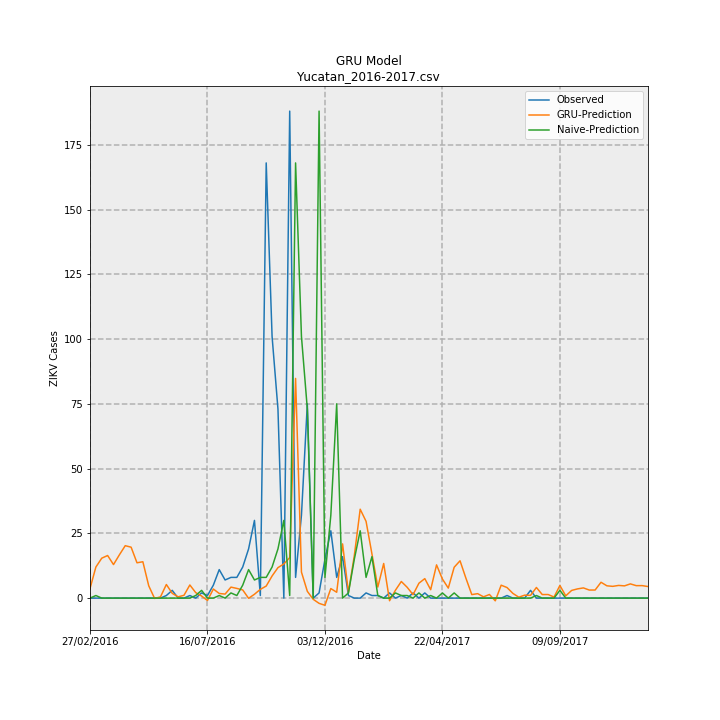 GRU Model
Yucatan_2016-2017.csv
Observed
GRU-Prediction
Naive-Prediction
175
150
125
100
75
50
25
0
ZIKV Cases
27/02/2016
16/07/2016
03/12/2016
22/04/2017
09/09/2017
Date